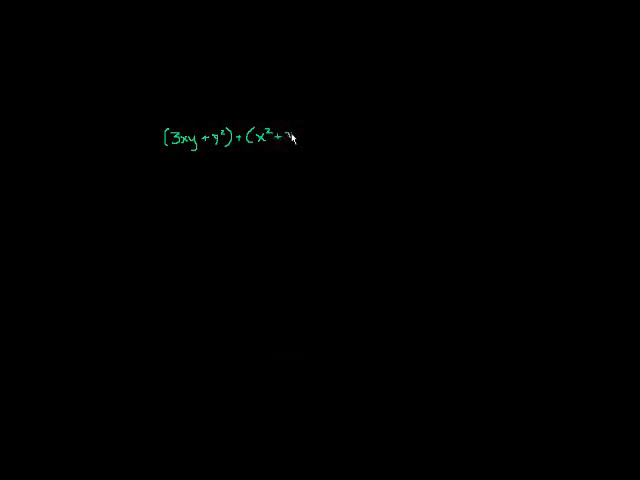 (3xy + y²) + (x² + x